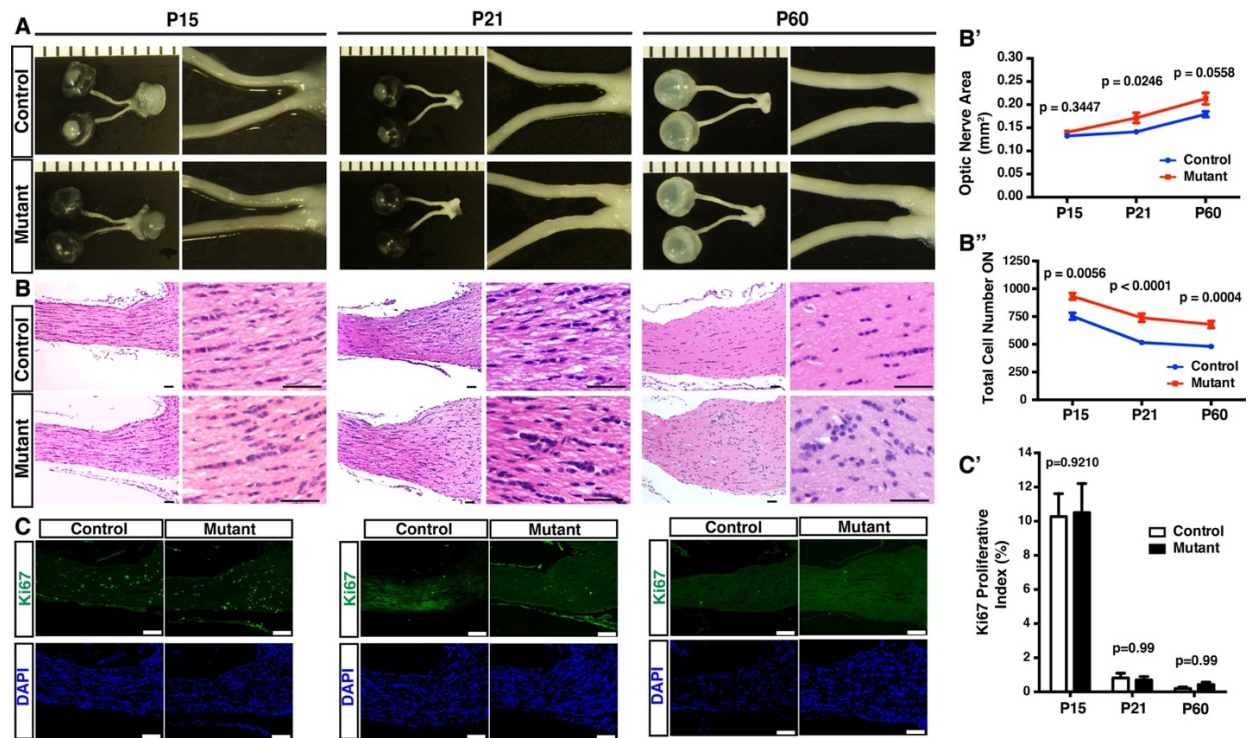 A
P15
P21
P60
Control
Mutant
B
Control
Mutant
C
Control
Mutant
Control
Mutant
Control
Mutant
Ki67
Ki67
Ki67
DAPI
DAPI
DAPI
B'
Optic Nerve Area
(mm²)
0.30
0.25
0.20
0.15
0.10
0.05
0.00
p = 0.3447
p = 0.0246
p = 0.0558
Control
Mutant
P15
P21
P60
B"
Total Cell Number ON
1250
1000
750
500
250
0
p = 0.0056
p < 0.0001
p = 0.0004
Control
Mutant
P15
P21
P60
C'
Ki67 Proliferative
Index (%)
14
12
10
8
6
4
2
0
p=0.9210
p=0.99
p=0.99
Control
Mutant
P15
P21
P60